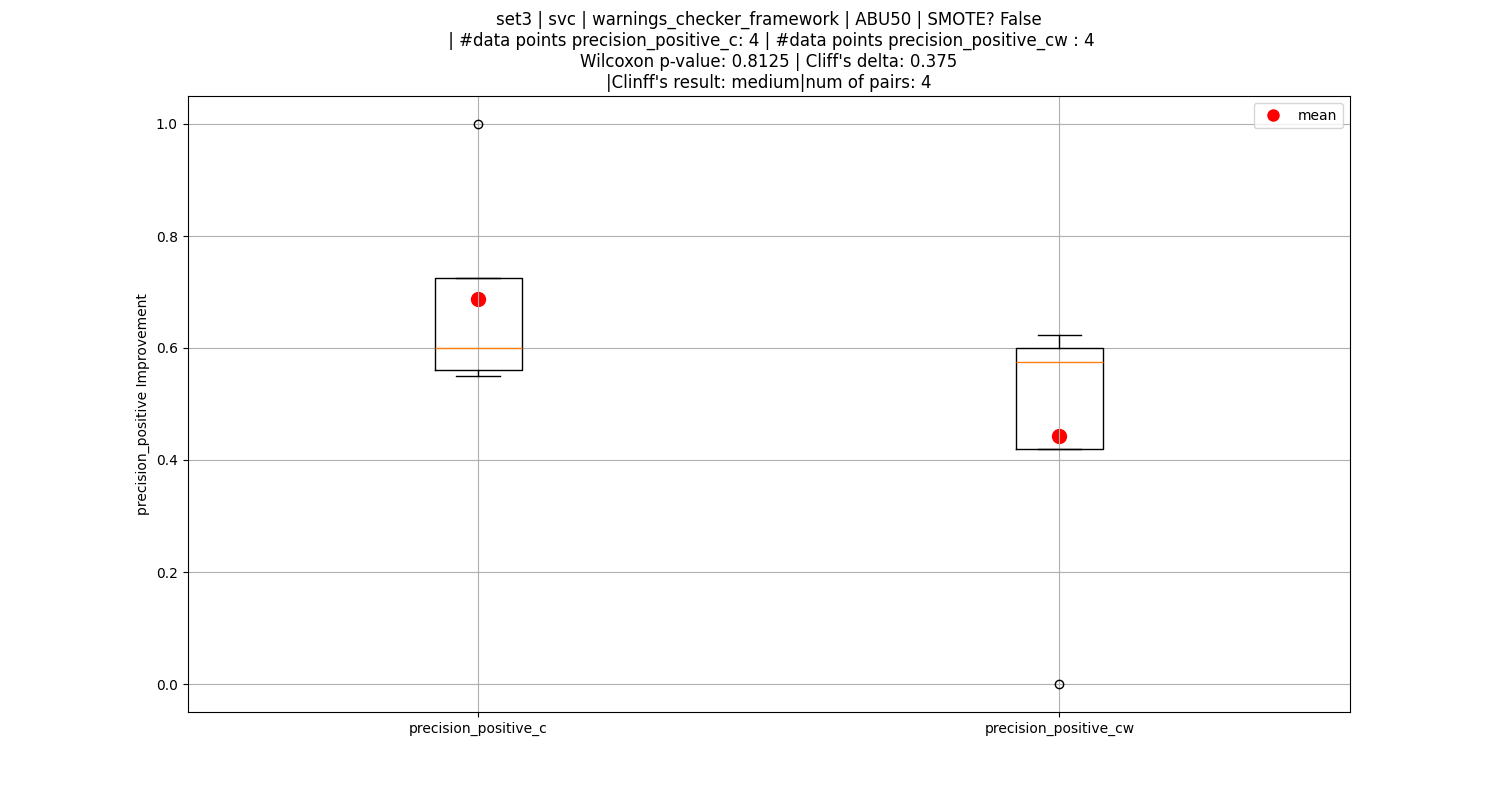 set3 | svc | warnings_checker_framework | ABU50 | SMOTE? False
| #data points precision_positive_c: 4 | #data points precision_positive_cw : 4
Wilcoxon p-value: 0.8125 | Cliff's delta: 0.375
|Clinff's result: medium|num of pairs: 4
mean
precision_positive Improvement
1.0
0.8
0.6
0.4
0.2
0.0
precision_positive_c
precision_positive_cw